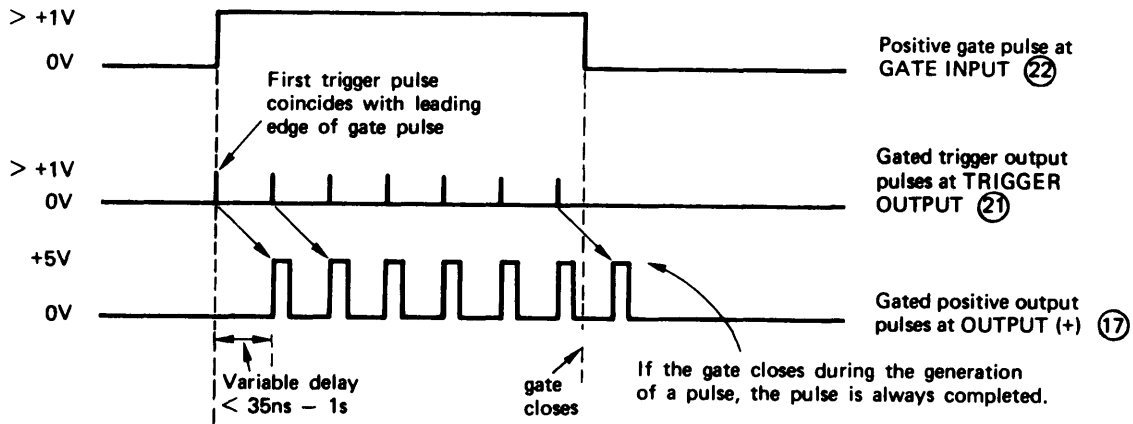 > +1V
0V
Positive gate pulse at
GATE INPUT 22
First trigger pulse
coincides with leading
edge of gate pulse
> +1V
0V
Gated trigger output
pulses at TRIGGER
OUTPUT 21
+5V
0V
Gated positive output
pulses at OUTPUT (+) 17
Variable delay
< 35ns – 1s
gate
closes
If the gate closes during the generation
of a pulse, the pulse is always completed.